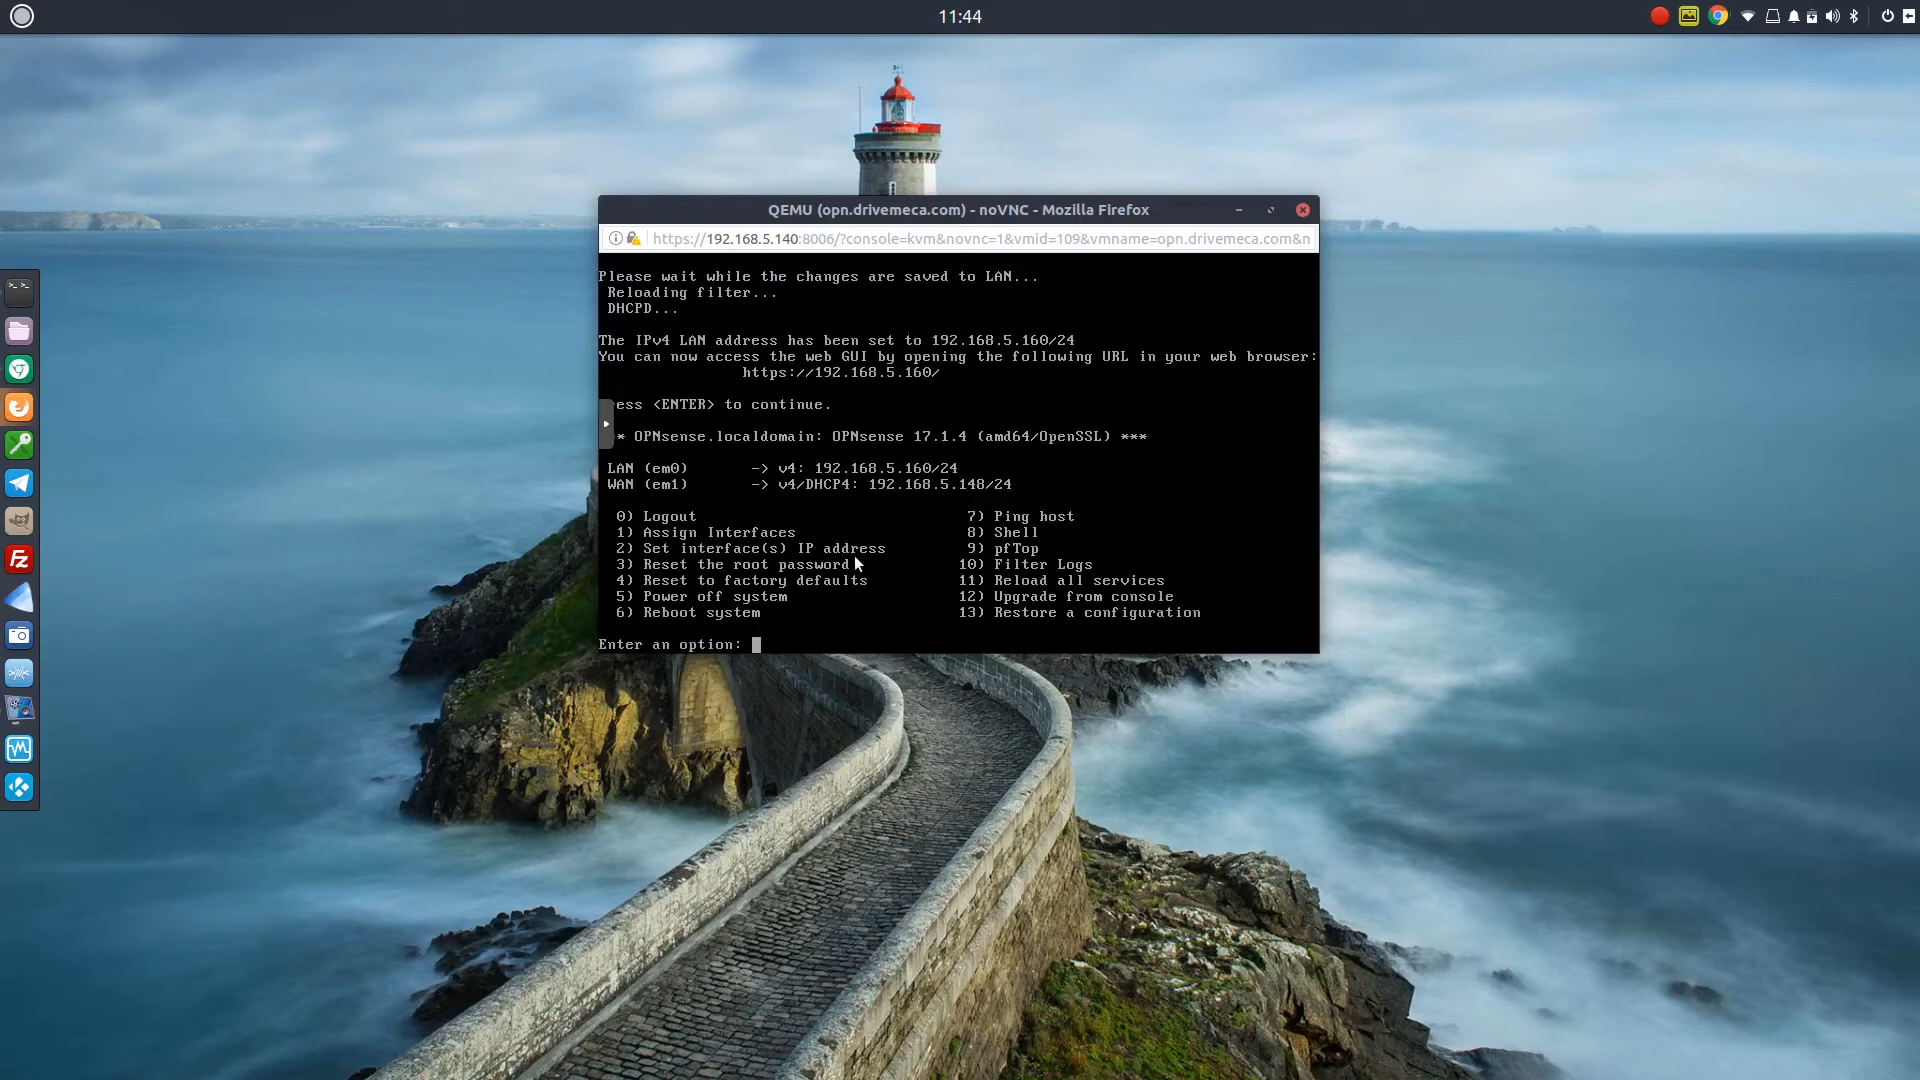 11:44
QEMU (opn.drivemeca.com) - noVNC - Mozilla Firefox
https://192.168.5.140:8006/?console=kvm&novnc=1&vmid=109&vmname=opn.drivemeca.com&n
Please wait while the changes are saved to LAN...
Reloading filter...
DHCPD...
The IPv4 LAN address has been set to 192.168.5.160/24
You can now access the web GUI by opening the following URL in your web browser:
https://192.168.5.160/
ess <ENTER> to continue.
* OPNsense.localdomain: OPNsense 17.1.4 (amd64/OpenSSL) ***
LAN (em0) -> v4: 192.168.5.160/24
WAN (em1) -> v4/DHCP4: 192.168.5.148/24
0) Logout 7) Ping host
1) Assign Interfaces 8) Shell
2) Set interface(s) IP address 9) pfTop
3) Reset the root password 10) Filter Logs
4) Reset to factory defaults 11) Reload all services
5) Power off system 12) Upgrade from console
6) Reboot system 13) Restore a configuration
Enter an option: